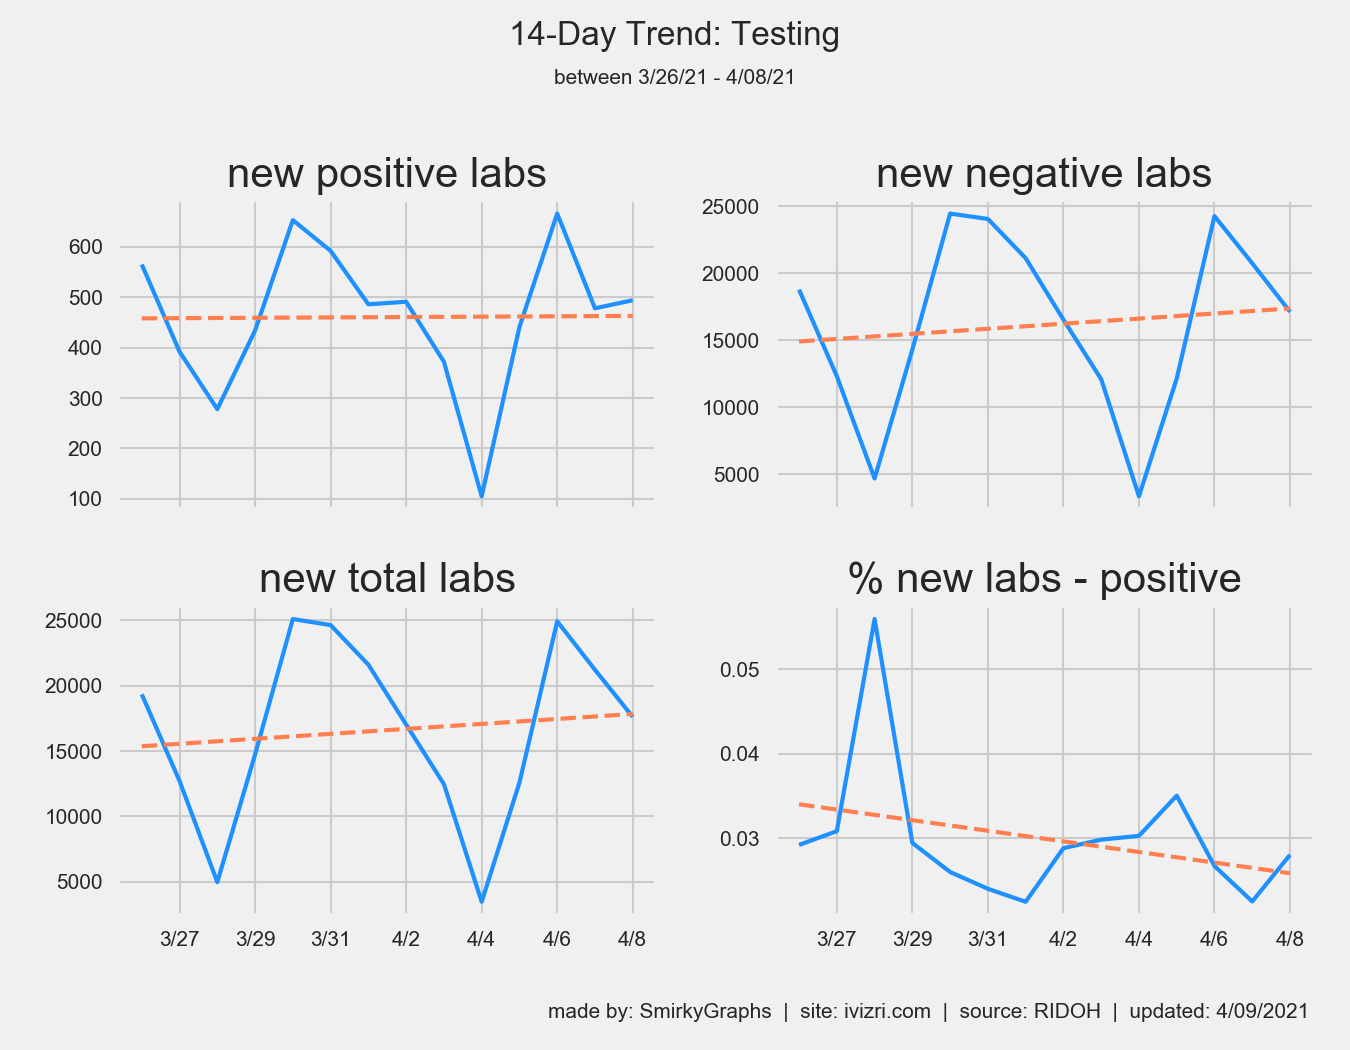 14-Day Trend: Testing
between 3/26/21 - 4/08/21
new positive labs
600
500
400
300
200
100
new negative labs
25000
20000
15000
10000
5000
new total labs
25000
20000
15000
10000
5000
3/27 3/29 3/31 4/2 4/4 4/6 4/8
% new labs - positive
0.05
0.04
0.03
3/27 3/29 3/31 4/2 4/4 4/6 4/8
made by: SmirkyGraphs | site: ivizri.com | source: RIDOH | updated: 4/09/2021